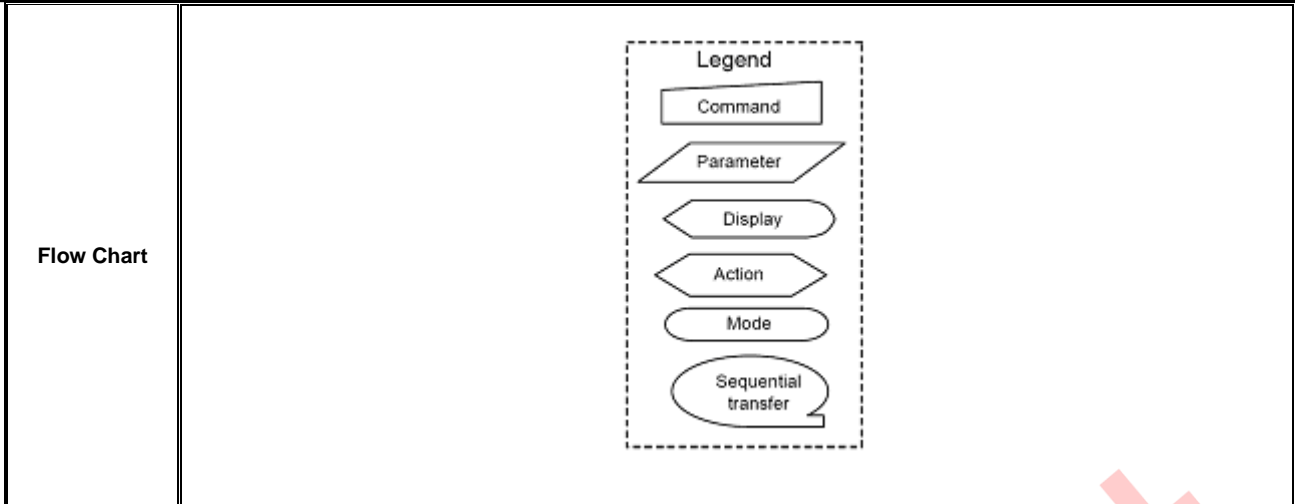 Flow Chart
Legend
Command
Parameter
Display
Action
Mode
Sequential
transfer